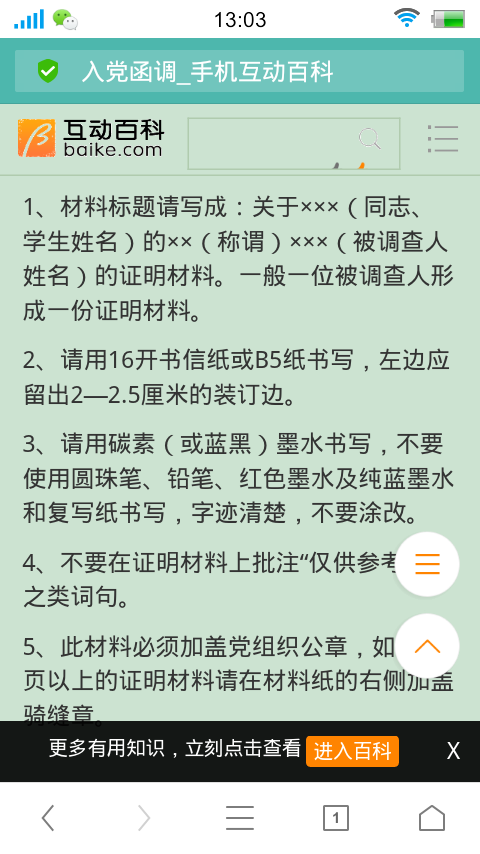 13:03
入党函调_手机互动百科
互动百科
baike.com
1、材料标题请写成：关于×××（同志、
学生姓名）的××（称谓）×××（被调查人
姓名）的证明材料。一般一位被调查人形
成一份证明材料。
2、请用16开书信纸或B5纸书写，左边应
留出2—2.5厘米的装订边。
3、请用碳素（或蓝黑）墨水书写，不要
使用圆珠笔、铅笔、红色墨水及纯蓝墨水
和复写纸书写，字迹清楚，不要涂改。
4、不要在证明材料上批注“仅供参考
之类词句。
5、此材料必须加盖党组织公章，如
页以上的证明材料请在材料纸的右侧加盖
骑缝章。
更多有用知识，立刻点击查看 进入百科 X
1